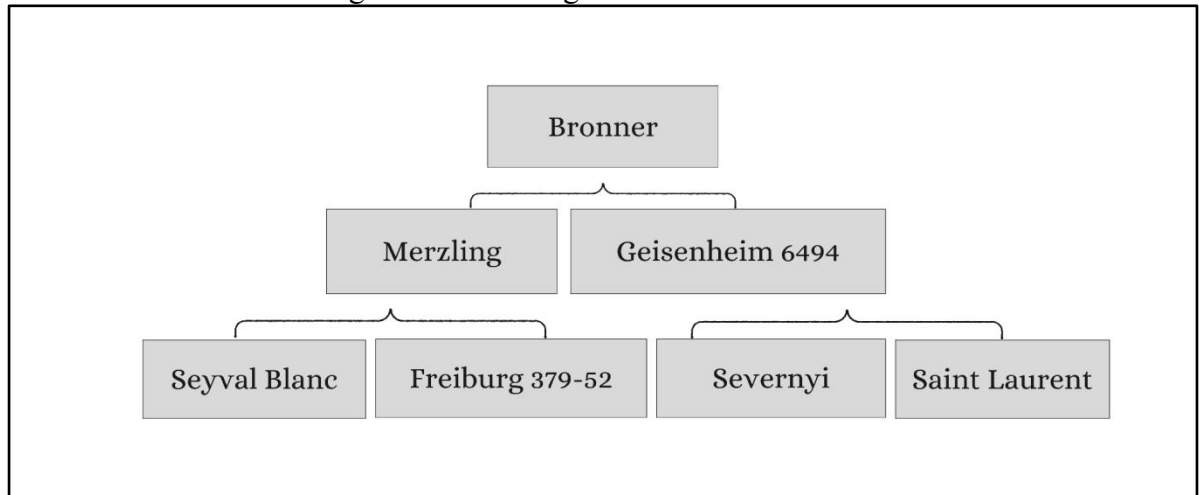 Bronner
Merzling Geisenheim 6494
Seyval Blanc Freiburg 379-52 Severnyi Saint Laurent